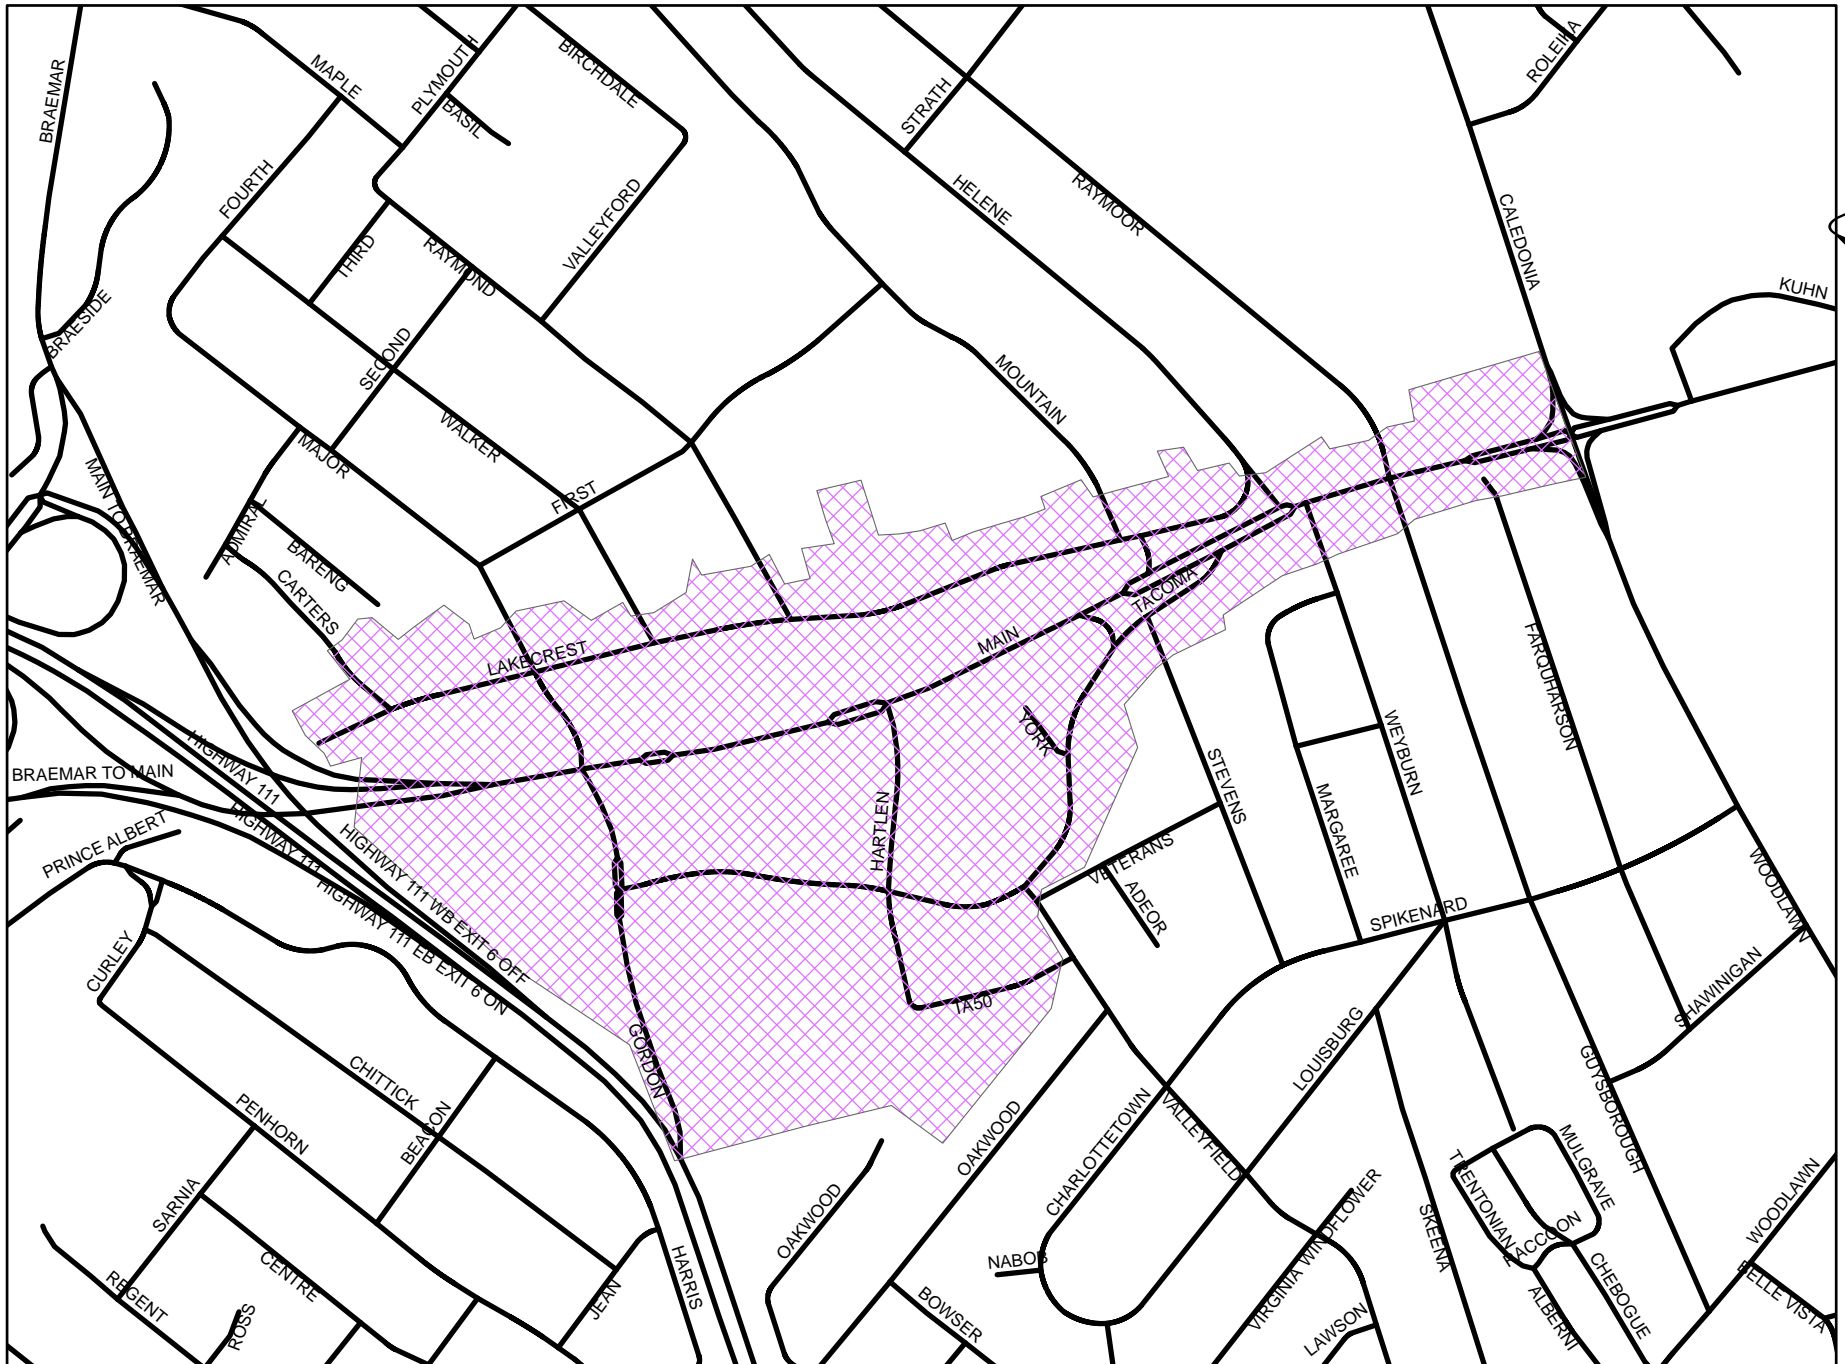 BRAEMAR
MAPLE
PLYMOUTH
BASIL
BIRCHDALE
STRATH
ROLEIKA
FOURTH
THIRD
RAYMOND
VALLEYFORD
HELENE
RAYMOOR
CALEDONIA
KUHN
BRAESIDE
SECOND
WALKER
MOUNTAIN
MAJOR
FIRST
MAIN TO BRAEMAR
ADMIRAL
BARENG
CARTERS
LAKECREST
MAIN
TACOMA
YORK
FARQUHARSON
WEYBURN
STEVENS
MARGAREE
HIGHWAY 111
BRAEMAR TO MAIN
HIGHWAY 111
HARTLEN
VETERANS
ADEOR
SPIKENARD
WOODLAWN
PRINCE ALBERT
HIGHWAY 111 WB EXIT 6 OFF
HIGHWAY 111 EB EXIT 6 ON
CURLEY
TA50
GORDON
SHAWINIGAN
LOUISBURG
GUYSBOROUGH
CHITTICK
PENHORN
BEACON
OAKWOOD
CHARLOTTETOWN
VALLEYFIELD
MULGRAVE
TRENTONIAN
RACCOON
WOODLAWN
SARNIA
OAKWOOD
VIRGINIA WINDFLOWER
SKEENA
CENTRE
REGENT
ROSS
JEAN
HARRIS
NABOB
BOWSER
LAWSON
ALBERNI
CHEBOGUE
BELLE VISTA